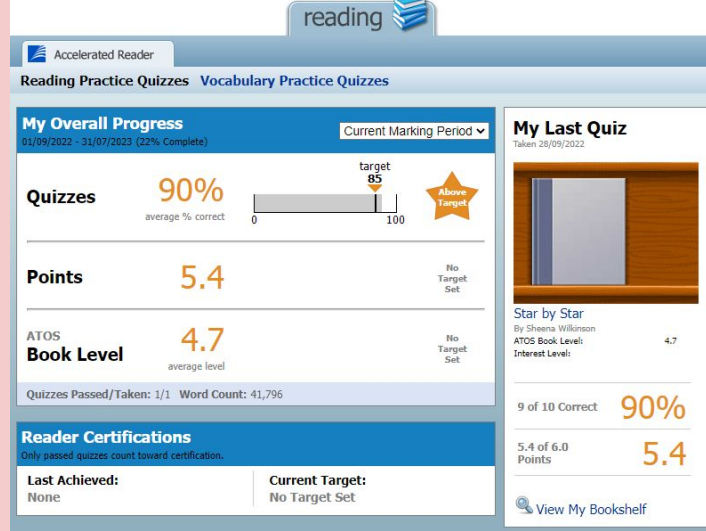 reading
Accelerated Reader
Reading Practice Quizzes Vocabulary Practice Quizzes
My Overall Progress
01/09/2022 - 31/07/2023 (22% Complete)
Current Marking Period
Quizzes
90%
average % correct
target
85
0 100
Above
Target
Points
5.4
No
Target
Set
ATOS
Book Level
4.7
average level
No
Target
Set
Quizzes Passed/Taken: 1/1 Word Count: 41,796
Reader Certifications
Only passed quizzes count toward certification.
Last Achieved:
None
Current Target:
No Target Set
My Last Quiz
Taken 28/09/2022
Star by Star
By Sheena Wilkinson
ATOS Book Level: 4.7
Interest Level:
9 of 10 Correct 90%
5.4 of 6.0
Points
5.4
View My Bookshelf